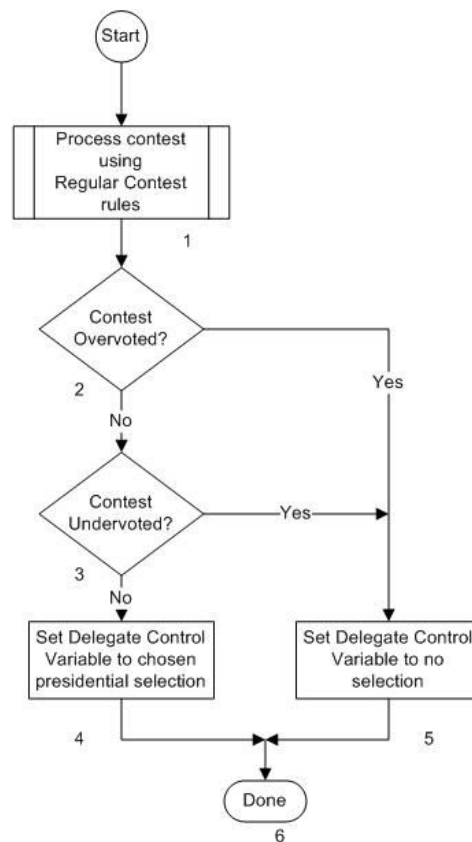 Start
Process contest
using
Regular Contest
rules
1
Contest
Overvoted?
2
Yes
No
Contest
Undervoted?
Yes
3
No
Set Delegate Control
Variable to chosen
presidential selection
Set Delegate Control
Variable to no
selection
4
5
Done
6